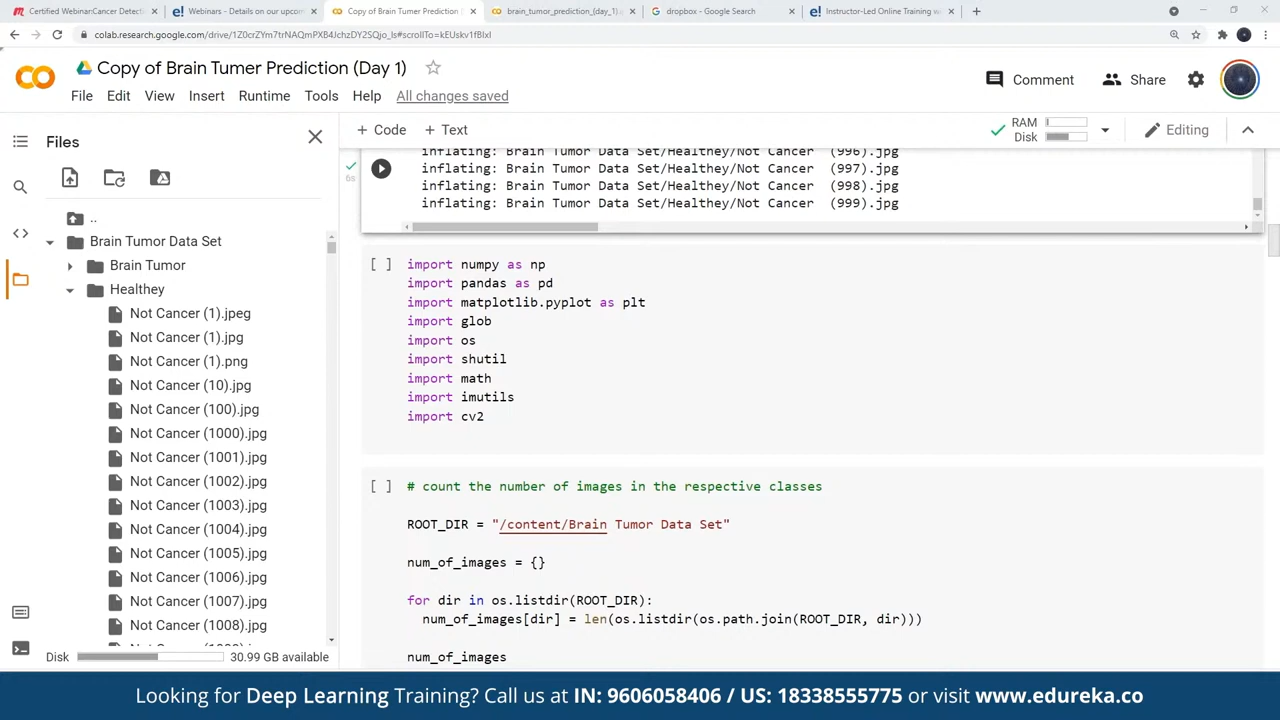 Certified Webinar:Cancer Detecti
Webinars - Details on our upcom
Copy of Brain Tumer Prediction (
brain_tumor_prediction_(day_1).
dropbox - Google Search
Instructor-Led Online Training w
colab.research.google.com/drive/1Z0crZYm7trNAQmPXB4JchzDY2SQjo_ls#scrollTo=kEUskv1fBlxl
Copy of Brain Tumer Prediction (Day 1)
Comment
Share
File Edit View Insert Runtime Tools Help All changes saved
Files
+ Code + Text
RAM
Disk
Editing
6s
inflating: Brain Tumor Data Set/Healthey/Not Cancer (996).jpg
inflating: Brain Tumor Data Set/Healthey/Not Cancer (997).jpg
inflating: Brain Tumor Data Set/Healthey/Not Cancer (998).jpg
inflating: Brain Tumor Data Set/Healthey/Not Cancer (999).jpg
..
Brain Tumor Data Set
Brain Tumor
Healthey
Not Cancer (1).jpeg
Not Cancer (1).jpg
Not Cancer (1).png
Not Cancer (10).jpg
Not Cancer (100).jpg
Not Cancer (1000).jpg
Not Cancer (1001).jpg
Not Cancer (1002).jpg
Not Cancer (1003).jpg
Not Cancer (1004).jpg
Not Cancer (1005).jpg
Not Cancer (1006).jpg
Not Cancer (1007).jpg
Not Cancer (1008).jpg
Disk 30.99 GB available
[ ] import numpy as np
import pandas as pd
import matplotlib.pyplot as plt
import glob
import os
import shutil
import math
import imutils
import cv2
[ ] # count the number of images in the respective classes
ROOT_DIR = "/content/Brain Tumor Data Set"
num_of_images = {}
for dir in os.listdir(ROOT_DIR):
num_of_images[dir] = len(os.listdir(os.path.join(ROOT_DIR, dir)))
num_of_images
Looking for Deep Learning Training? Call us at IN: 9606058406 / US: 18338555775 or visit www.edureka.co